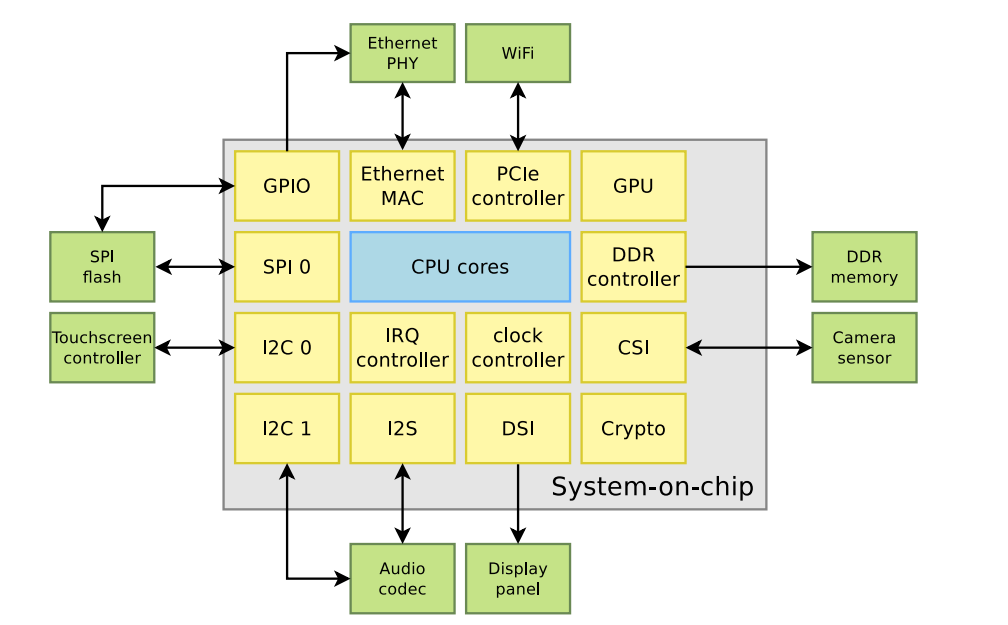 Ethernet
PHY
WiFi
GPIO
Ethernet
MAC
PCIe
controller
GPU
SPI
flash
SPI 0
CPU cores
DDR
controller
DDR
memory
Touchscreen
controller
I2C 0
IRQ
controller
clock
controller
CSI
Camera
sensor
I2C 1
I2S
DSI
Crypto
System-on-chip
Audio
codec
Display
panel